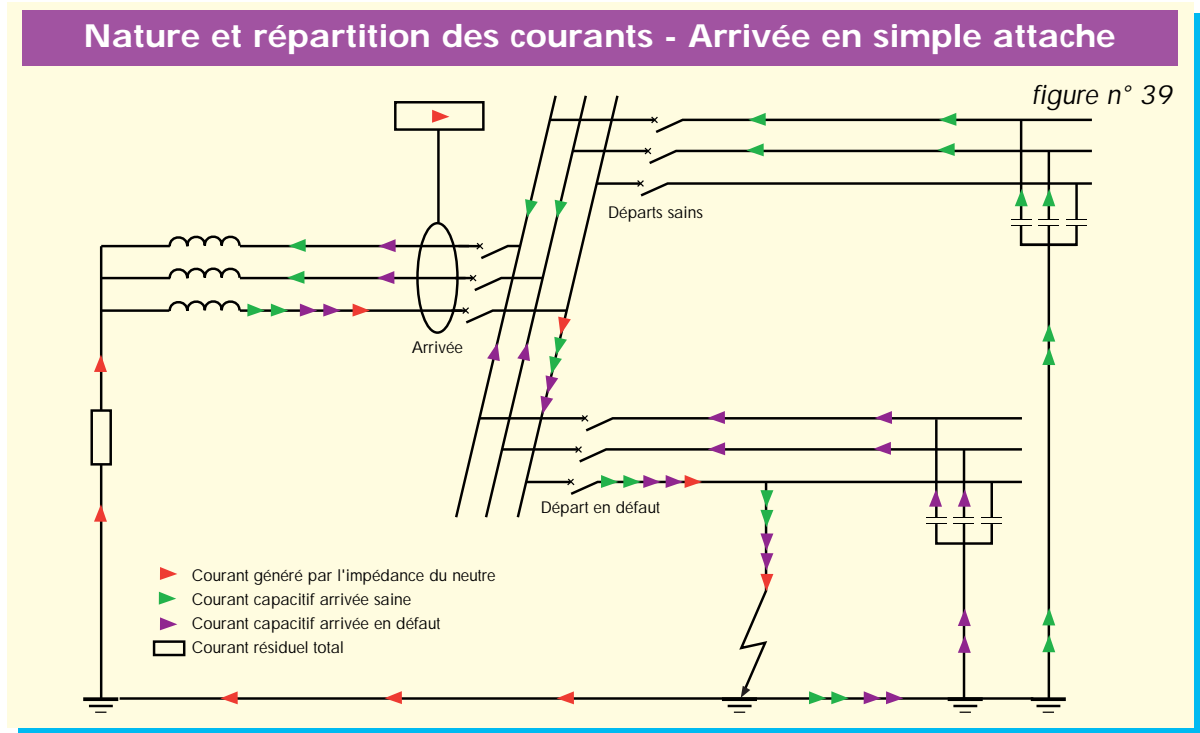 Nature et répartition des courants - Arrivée en simple attache
figure n° 39
Départs sains
Arrivée
Départ en défaut
Courant généré par l'impédance du neutre
Courant capacitif arrivée saine
Courant capacitif arrivée en défaut
Courant résiduel total